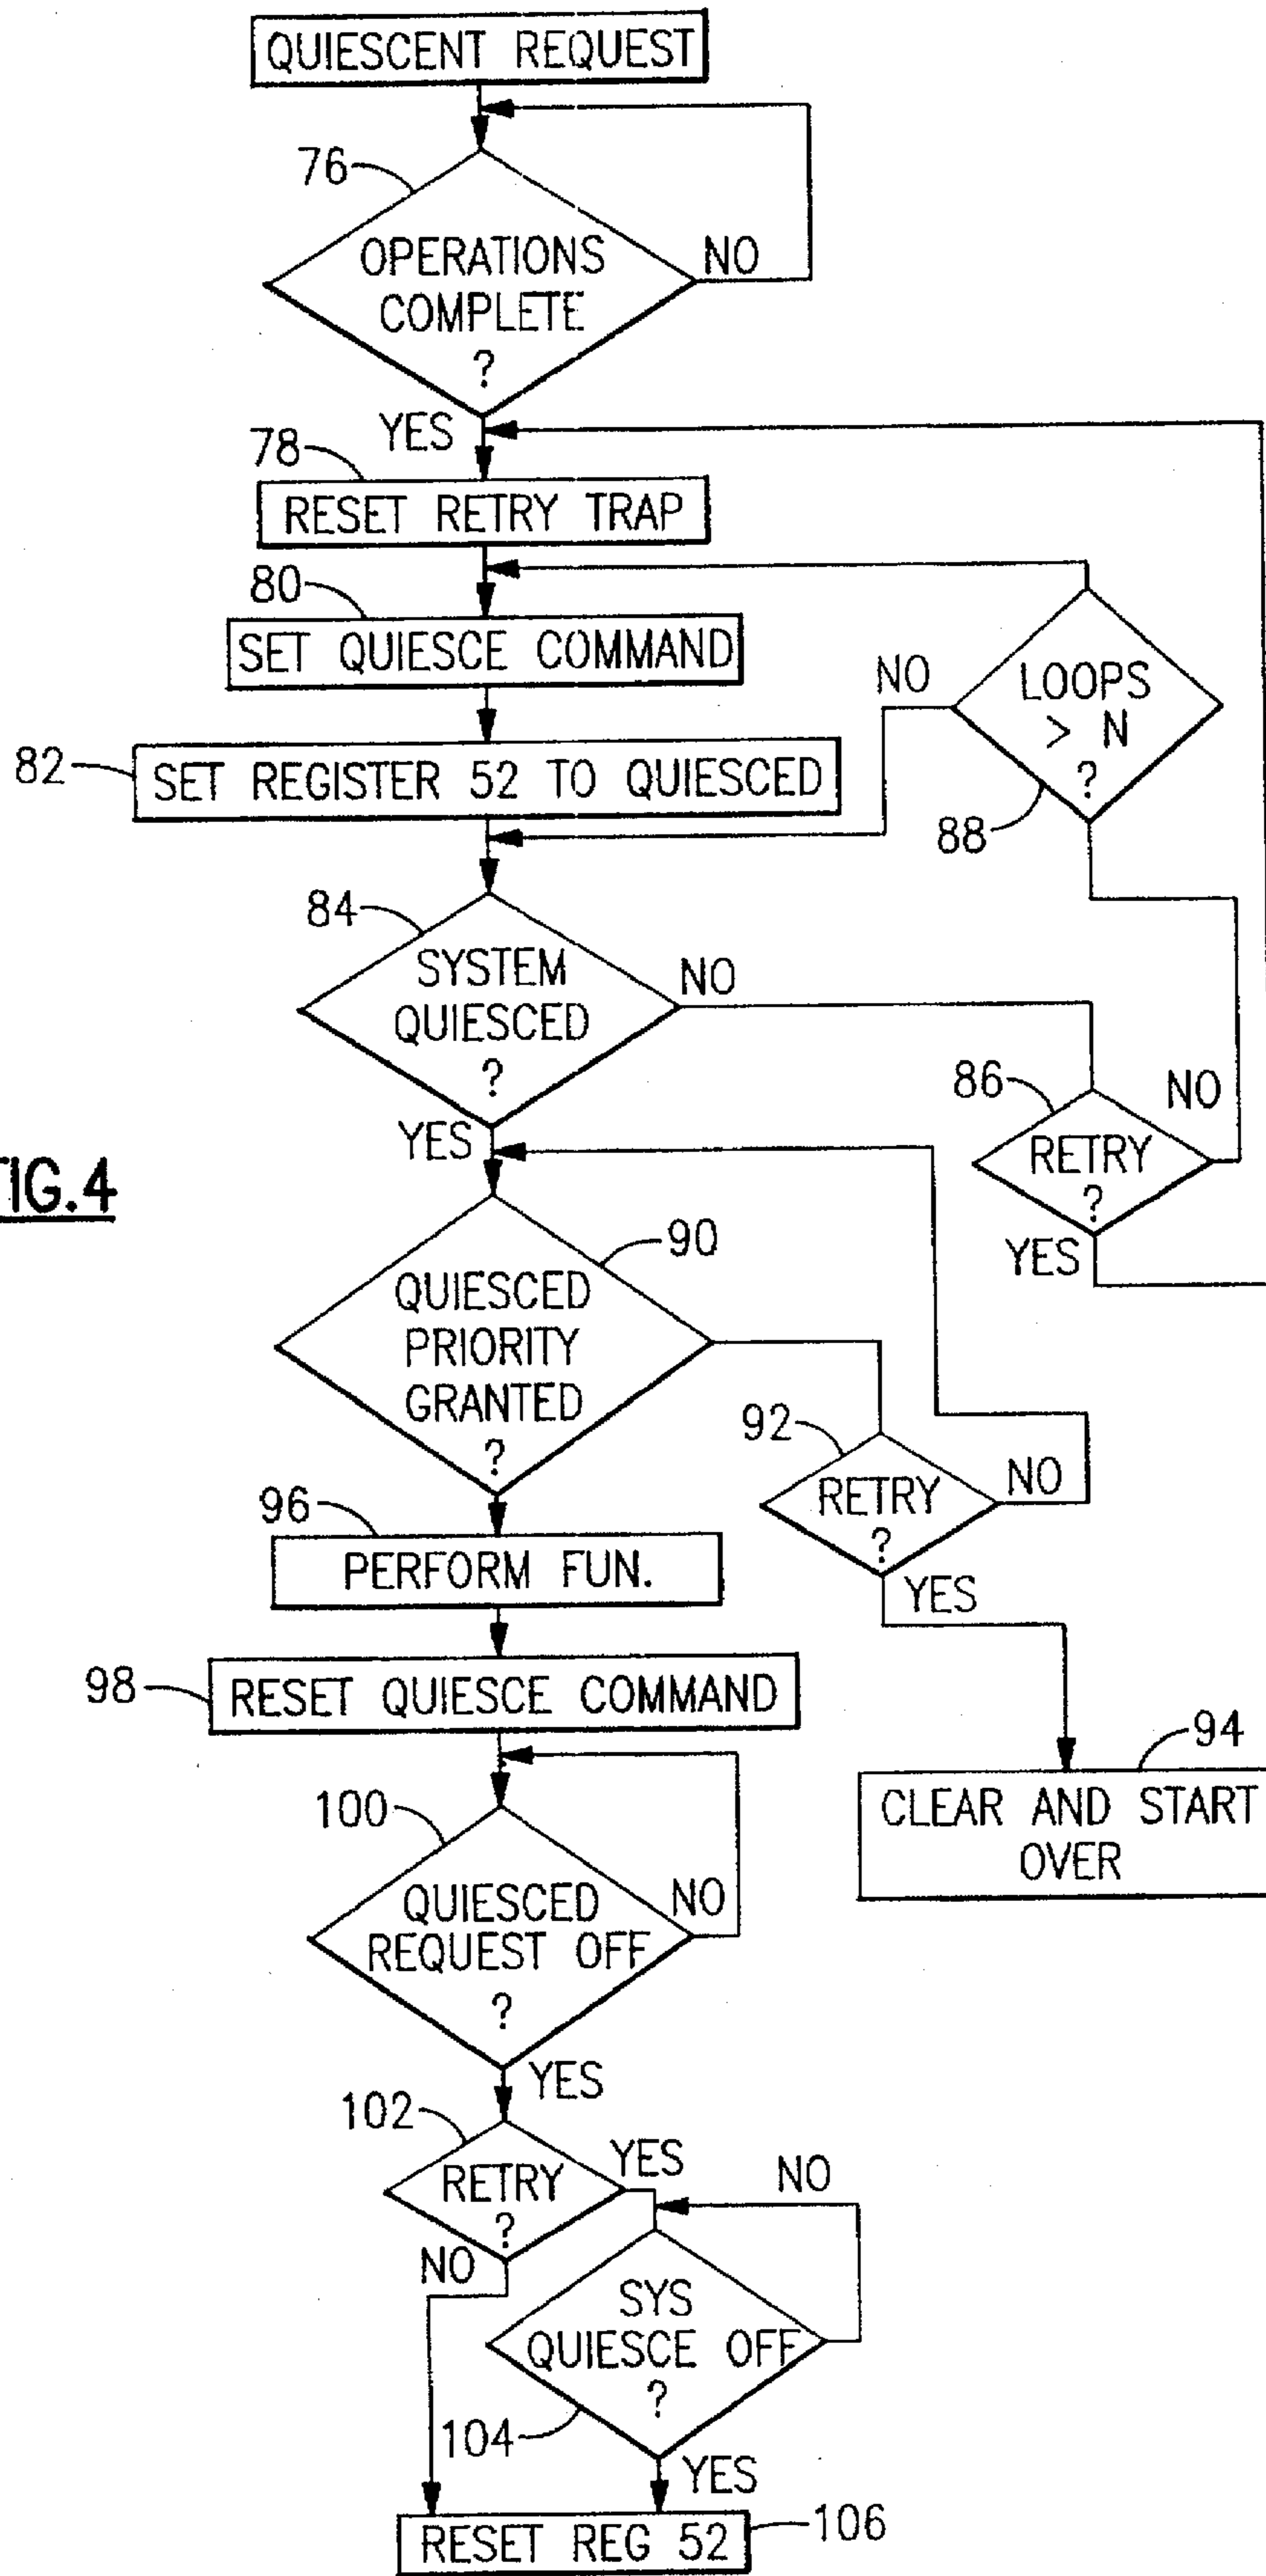 QUIESCENT REQUEST
76
OPERATIONS
COMPLETE
?
NO
YES
78
RESET RETRY TRAP
80
SET QUIESCE COMMAND
NO
LOOPS
> N
?
88
82
SET REGISTER 52 TO QUIESCED
84
SYSTEM
QUIESCED
?
NO
YES
86
RETRY
?
NO
YES
TIG.4
90
QUIESCED
PRIORITY
GRANTED
?
92
RETRY
?
NO
YES
96
PERFORM FUN.
98
RESET QUIESCE COMMAND
94
CLEAR AND START
OVER
100
QUIESCED
REQUEST OFF
?
NO
YES
102
RETRY
?
YES
NO
NO
SYS
QUIESCE OFF
?
104
YES
RESET REG 52
106